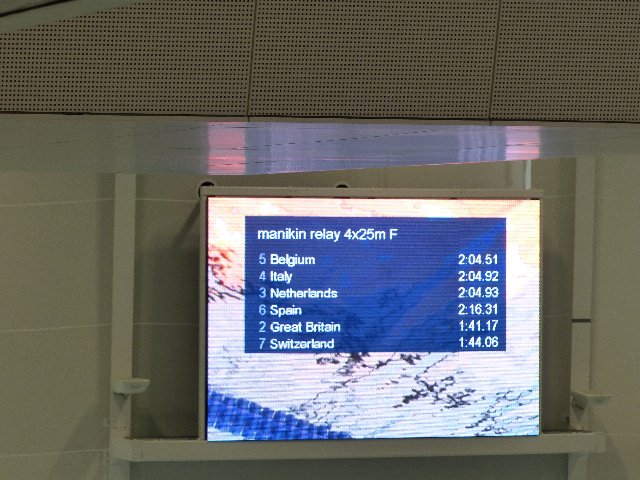 manikin relay 4x25m F
5 Belgium 2:04.51
4 Italy 2:04.92
3 Netherlands 2:04.93
6 Spain 2:16.31
2 Great Britain 1:41.17
7 Switzerland 1:44.06